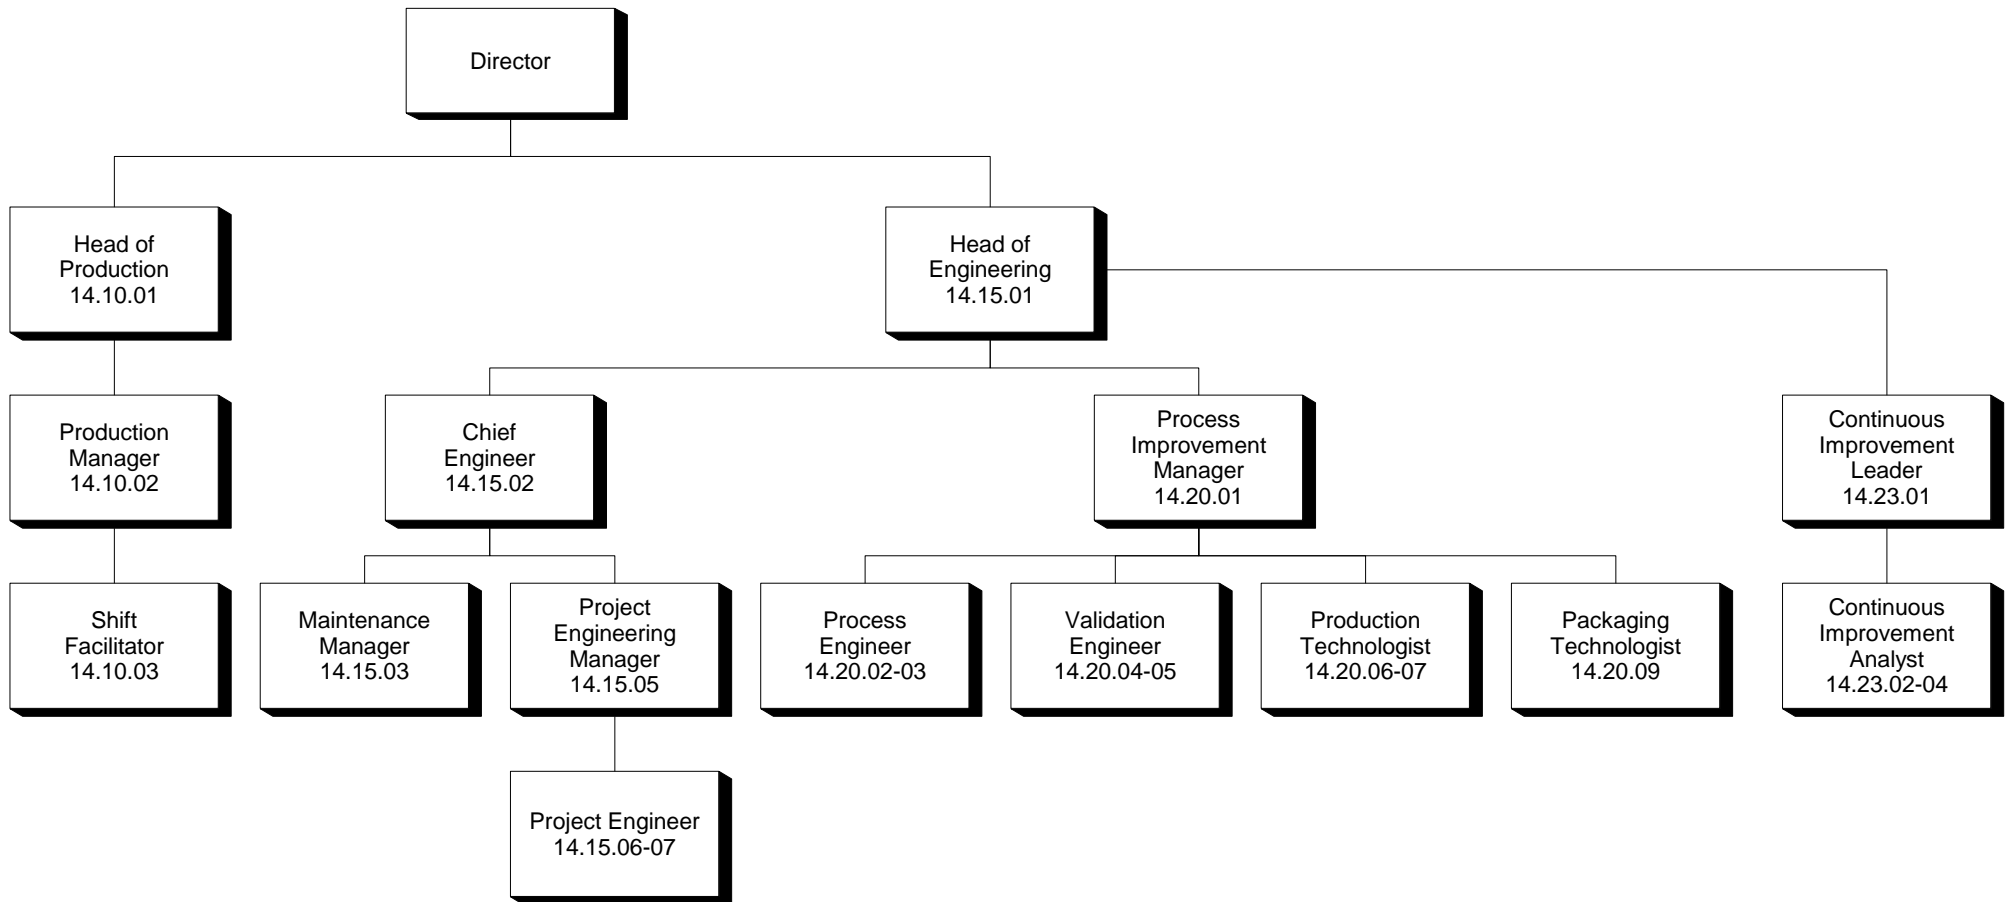 Director
Head of
Production
14.10.01
Head of
Engineering
14.15.01
Production
Manager
14.10.02
Chief
Engineer
14.15.02
Process
Improvement
Manager
14.20.01
Continuous
Improvement
Leader
14.23.01
Shift
Facilitator
14.10.03
Maintenance
Manager
14.15.03
Project
Engineering
Manager
14.15.05
Process
Engineer
14.20.02-03
Validation
Engineer
14.20.04-05
Production
Technologist
14.20.06-07
Packaging
Technologist
14.20.09
Continuous
Improvement
Analyst
14.23.02-04
Project Engineer
14.15.06-07